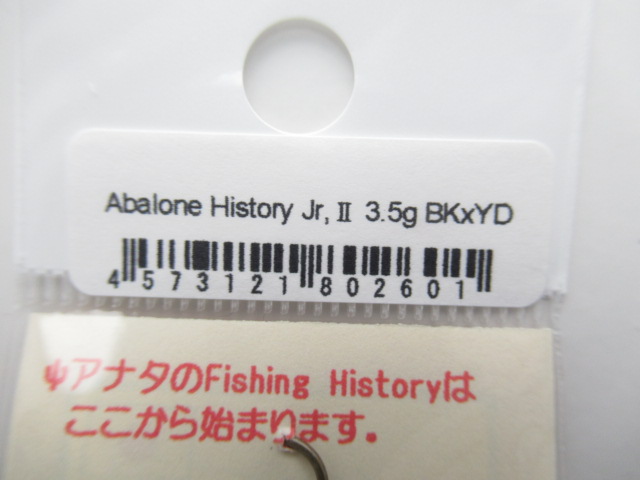 Abalone History Jr, Ⅱ 3.5g BKxYD
4 573121 802601
ψアナタのFishing Historyは
ここから始まります。